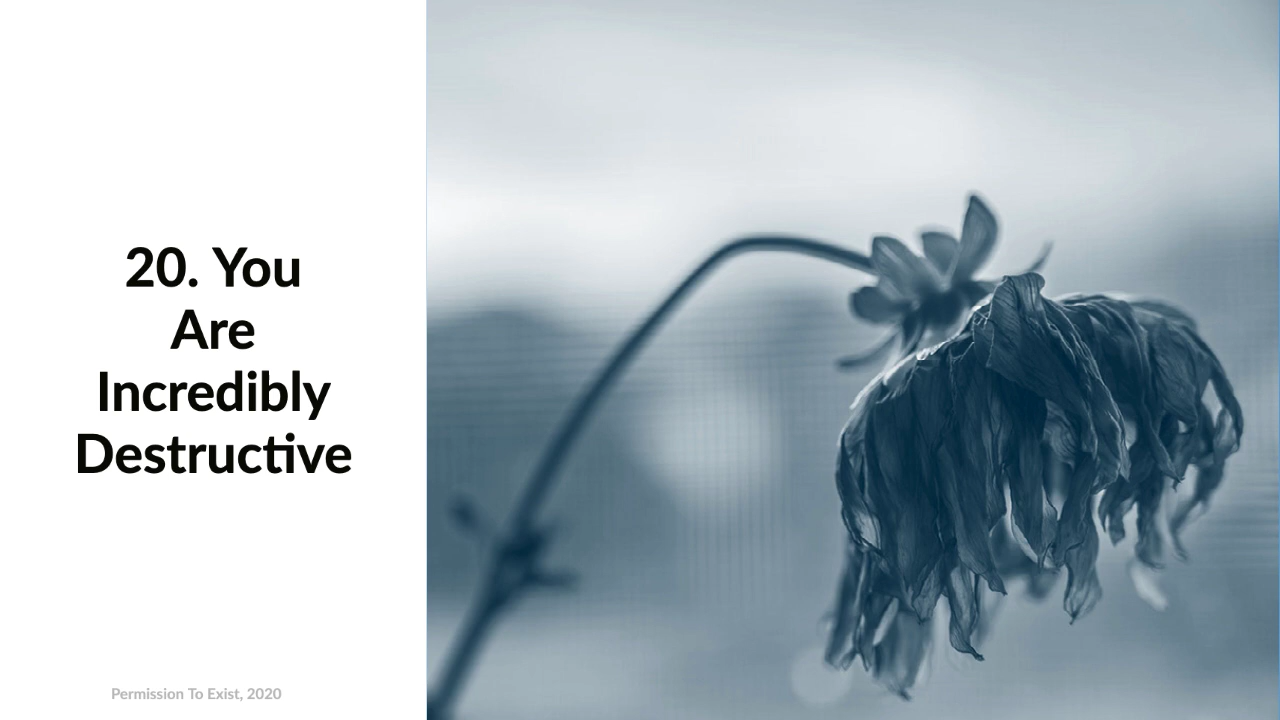 20. You
Are
Incredibly
Destructive
Permission To Exist, 2020